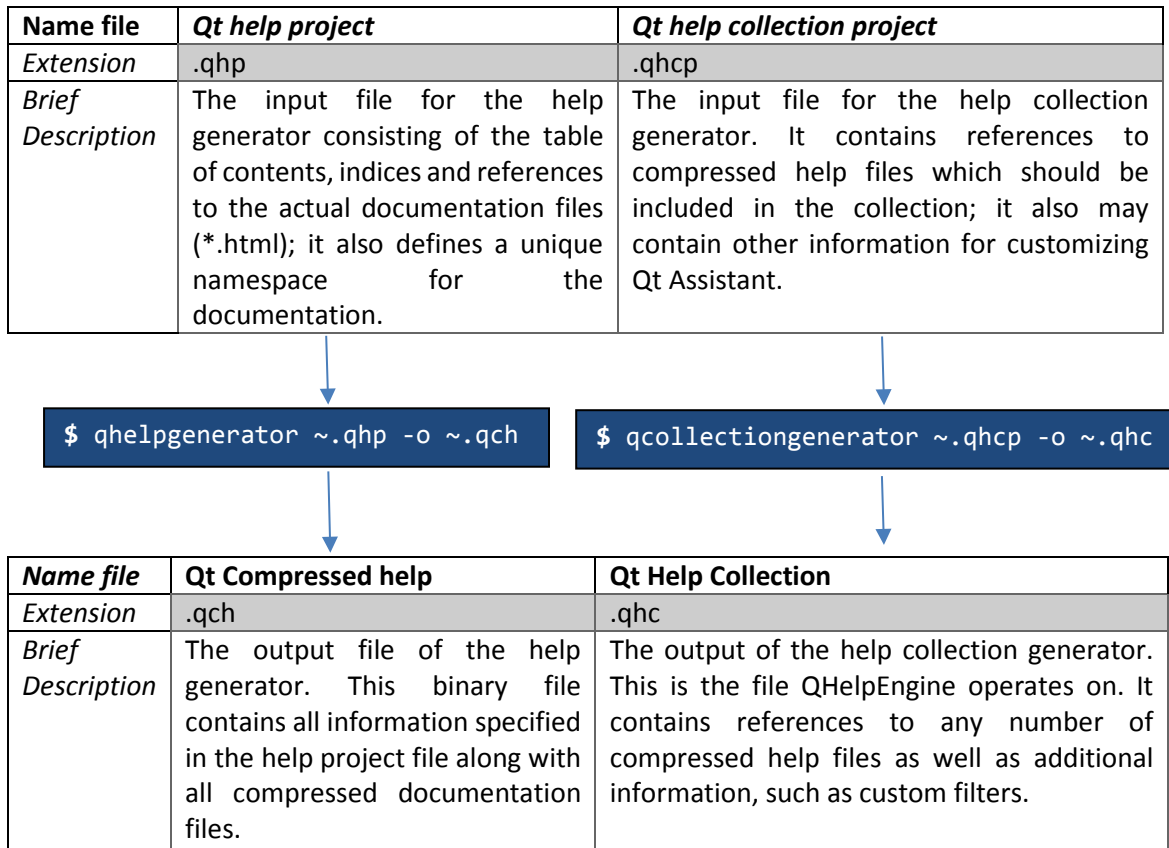 Name file Qt help project Qt help collection project
Extension .qhp .qhcp
Brief Description
The input file for the help
generator consisting of the table
of contents, indices and references
to the actual documentation files
(*.html); it also defines a unique
namespace for the
documentation.
The input file for the help collection
generator. It contains references to
compressed help files which should be
included in the collection; it also may
contain other information for customizing
Qt Assistant.
$ qhelpgenerator ~.qhp -o ~.qch
$ qcollectiongenerator ~.qhcp -o ~.qhc
Name file Qt Compressed help Qt Help Collection
Extension .qch .qhc
Brief Description
The output file of the help
generator. This binary file
contains all information specified
in the help project file along with
all compressed documentation
files.
The output of the help collection generator.
This is the file QHelpEngine operates on. It
contains references to any number of
compressed help files as well as additional
information, such as custom filters.